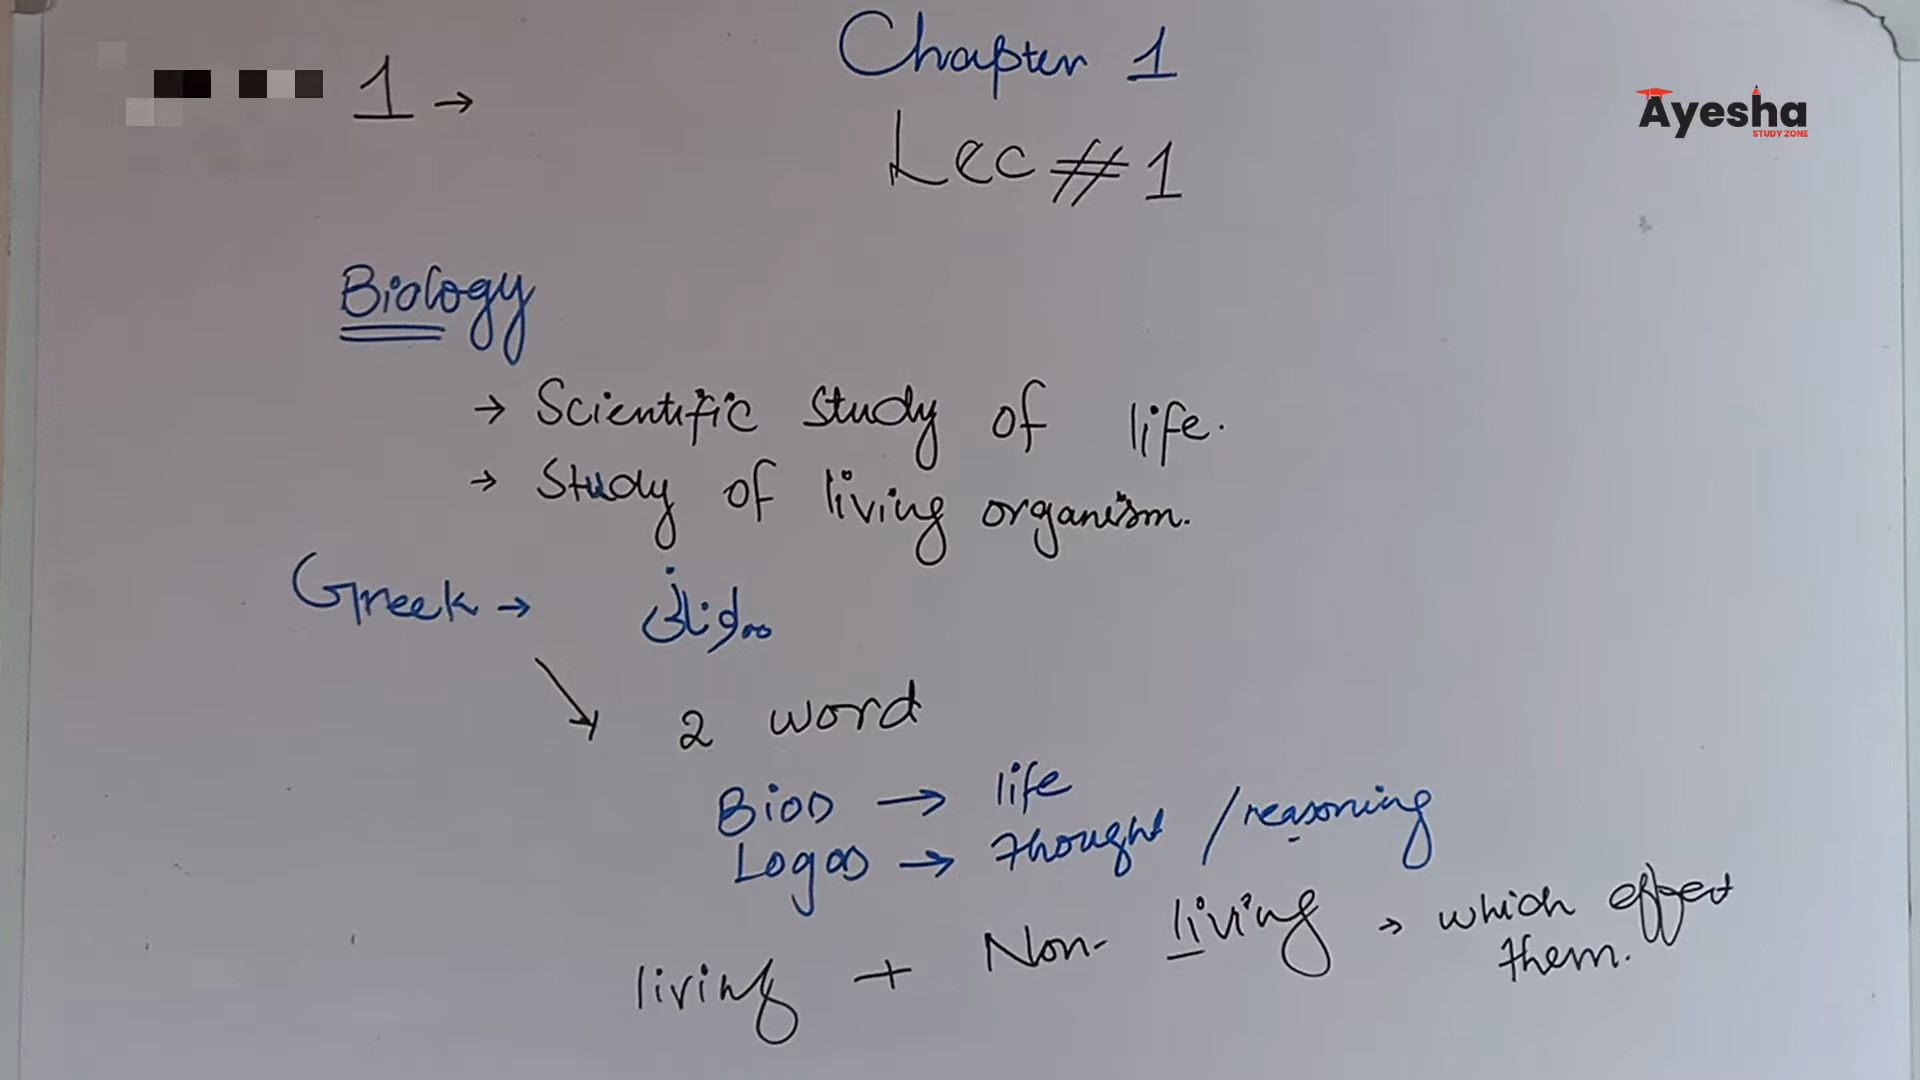 Chapter 1
1 →
Lec # 1
Ayesha
STUDY ZONE
Biology
→ Scientific study of life.
→ Study of living organism.
Greek → یونانی
2 word
Bios → life
Logos → thought / reasoning
living + Non-living → which effect
them.